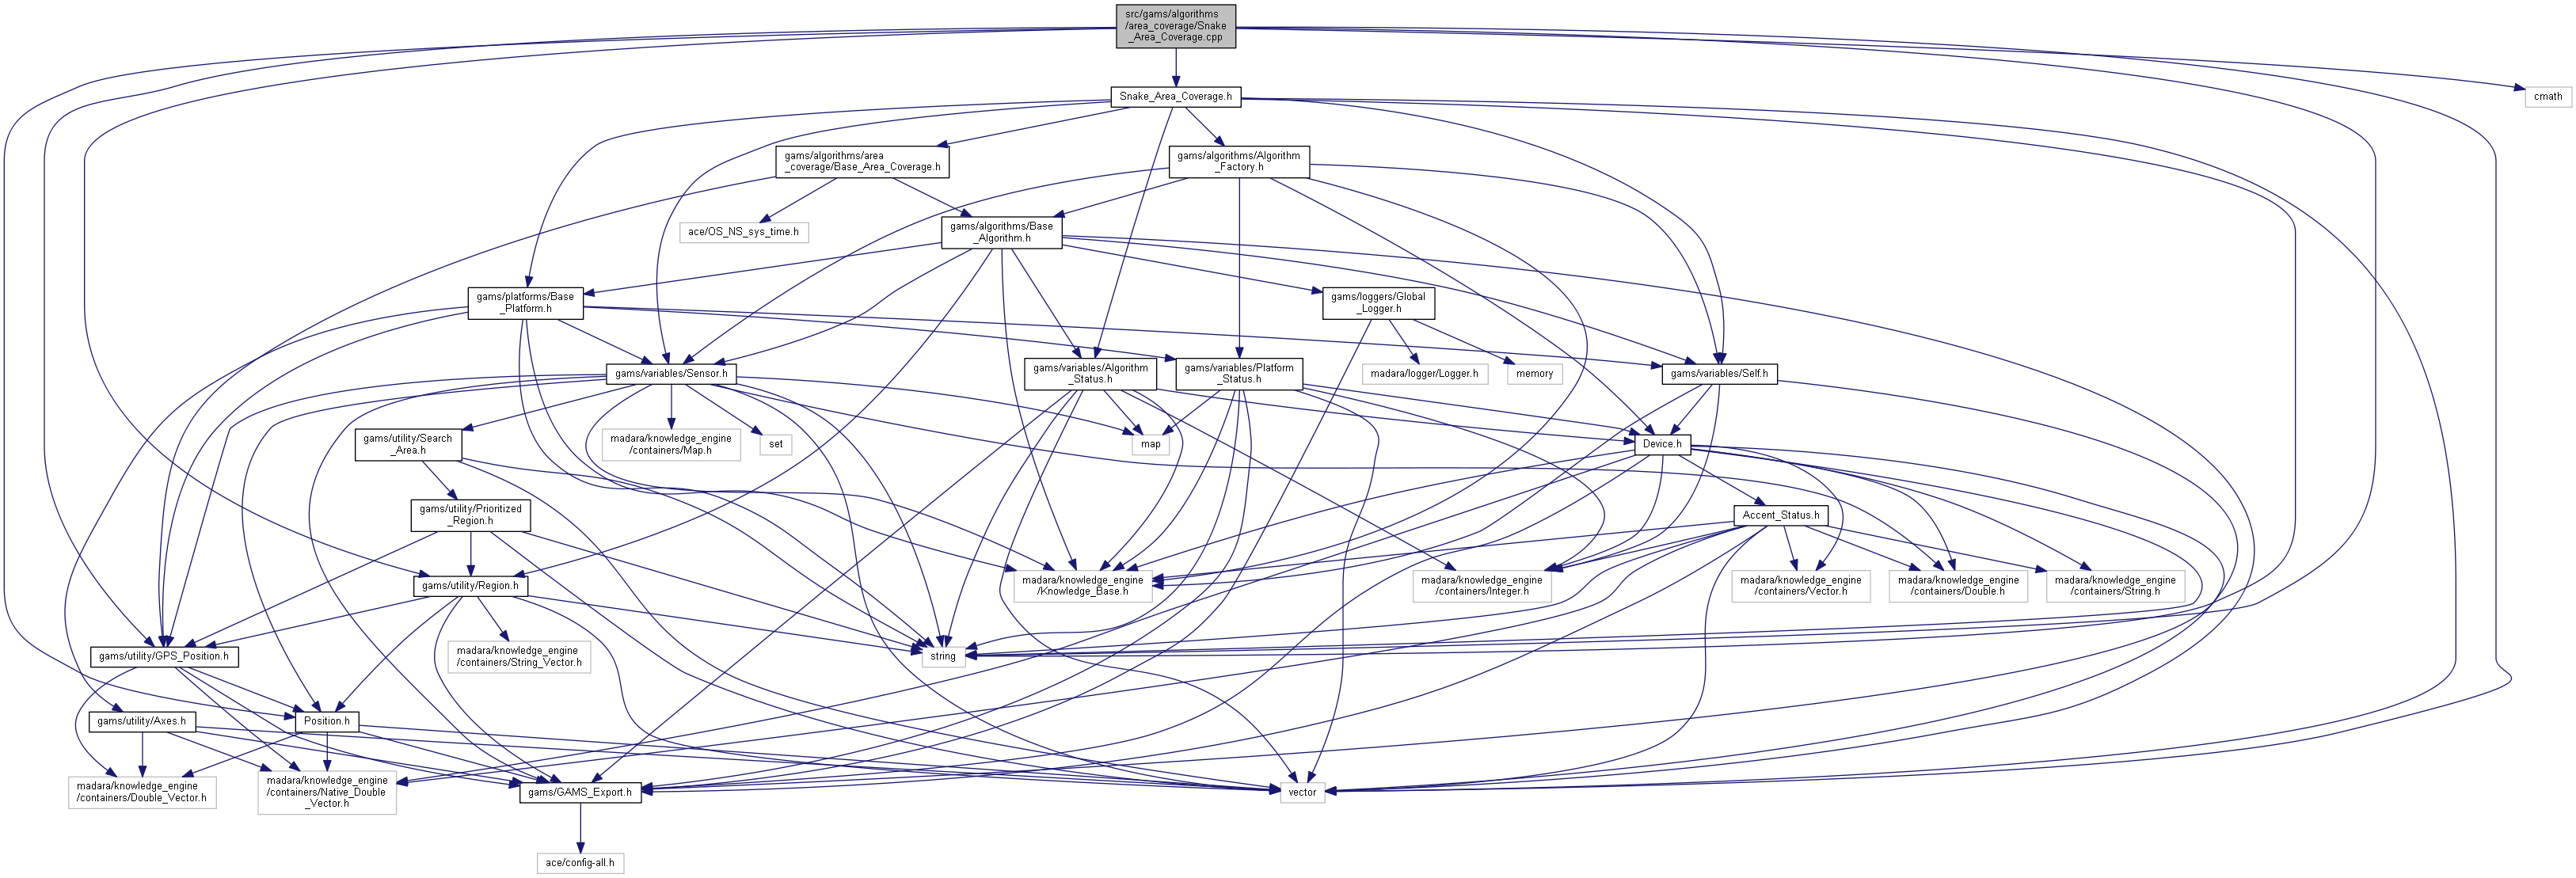 src/gams/algorithms
/area_coverage/Snake
_Area_Coverage.cpp
Snake_Area_Coverage.h
cmath
gams/algorithms/area
_coverage/Base_Area_Coverage.h
gams/algorithms/Algorithm
_Factory.h
ace/OS_NS_sys_time.h
gams/algorithms/Base
_Algorithm.h
gams/platforms/Base
_Platform.h
gams/loggers/Global
_Logger.h
gams/variables/Sensor.h
gams/variables/Algorithm
_Status.h
gams/variables/Platform
_Status.h
madara/logger/Logger.h
memory
gams/variables/Self.h
gams/utility/Search
_Area.h
madara/knowledge_engine
/containers/Map.h
set
map
Device.h
gams/utility/Prioritized
_Region.h
Accent_Status.h
gams/utility/Region.h
madara/knowledge_engine
/Knowledge_Base.h
madara/knowledge_engine
/containers/Integer.h
madara/knowledge_engine
/containers/Vector.h
madara/knowledge_engine
/containers/Double.h
madara/knowledge_engine
/containers/String.h
gams/utility/GPS_Position.h
madara/knowledge_engine
/containers/String_Vector.h
string
gams/utility/Axes.h
Position.h
madara/knowledge_engine
/containers/Double_Vector.h
madara/knowledge_engine
/containers/Native_Double
_Vector.h
gams/GAMS_Export.h
vector
ace/config-all.h